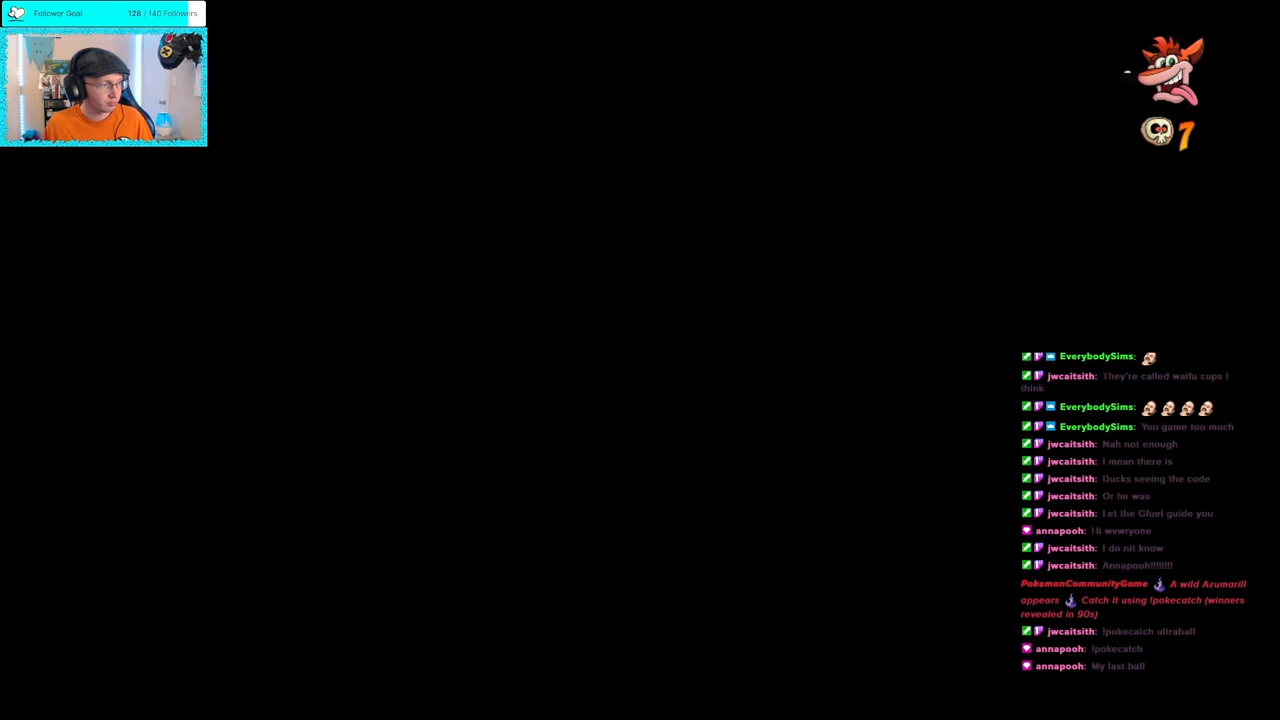 Follower Goal 128 / 140 Followers
7
EverybodySims:
jwcaitsith: They're called waifu cups I
think
EverybodySims:
EverybodySims: You game too much
jwcaitsith: Nah not enough
jwcaitsith: I mean there is
jwcaitsith: Ducks seeing the code
jwcaitsith: Or he was
jwcaitsith: Let the Gfuel guide you
annapooh: Hi wvwryone
jwcaitsith: I do nit know
jwcaitsith: Annapooh!!!!!!!!
PokemonCommunityGame A wild Azumarill
appears Catch it using !pokecatch (winners
revealed in 90s)
jwcaitsith: !pokecatch ultraball
annapooh: !pokecatch
annapooh: My last ball